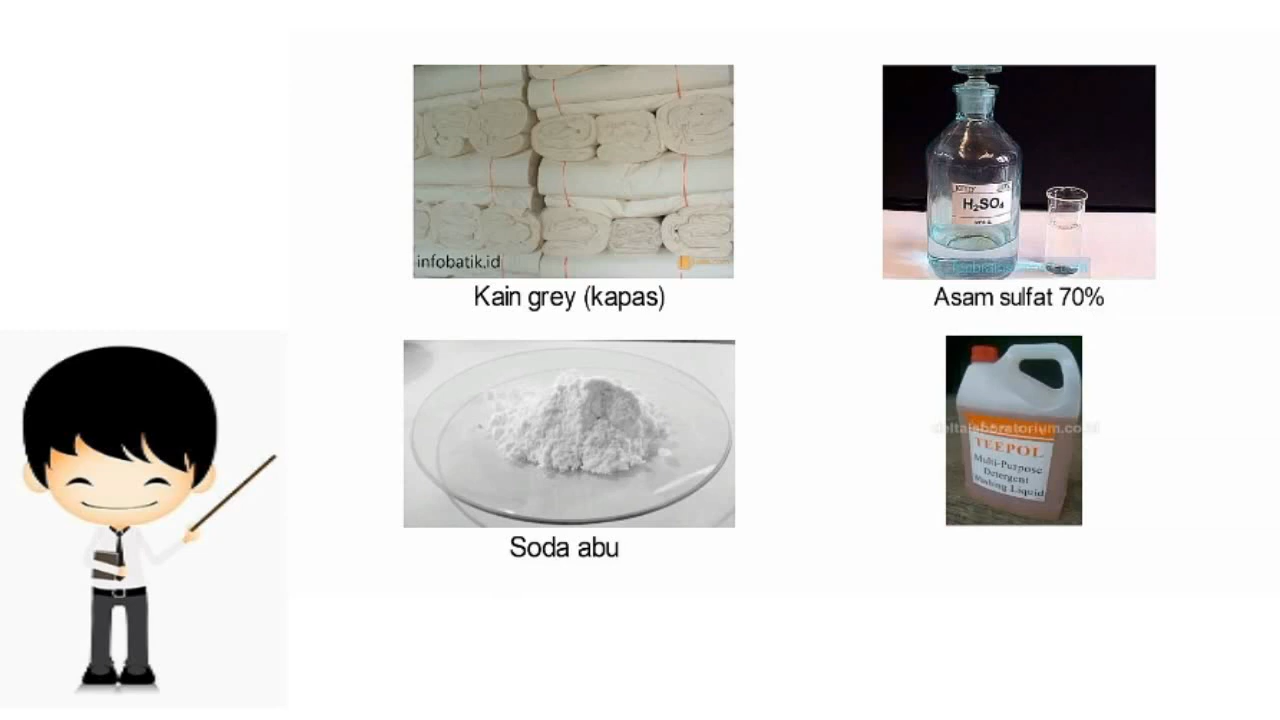 infobatik.id
Kain grey (kapas)
H₂SO₄
Asam sulfat 70%
Soda abu
TEEPOL
Multi-Purpose
Detergent
Washing Liquid